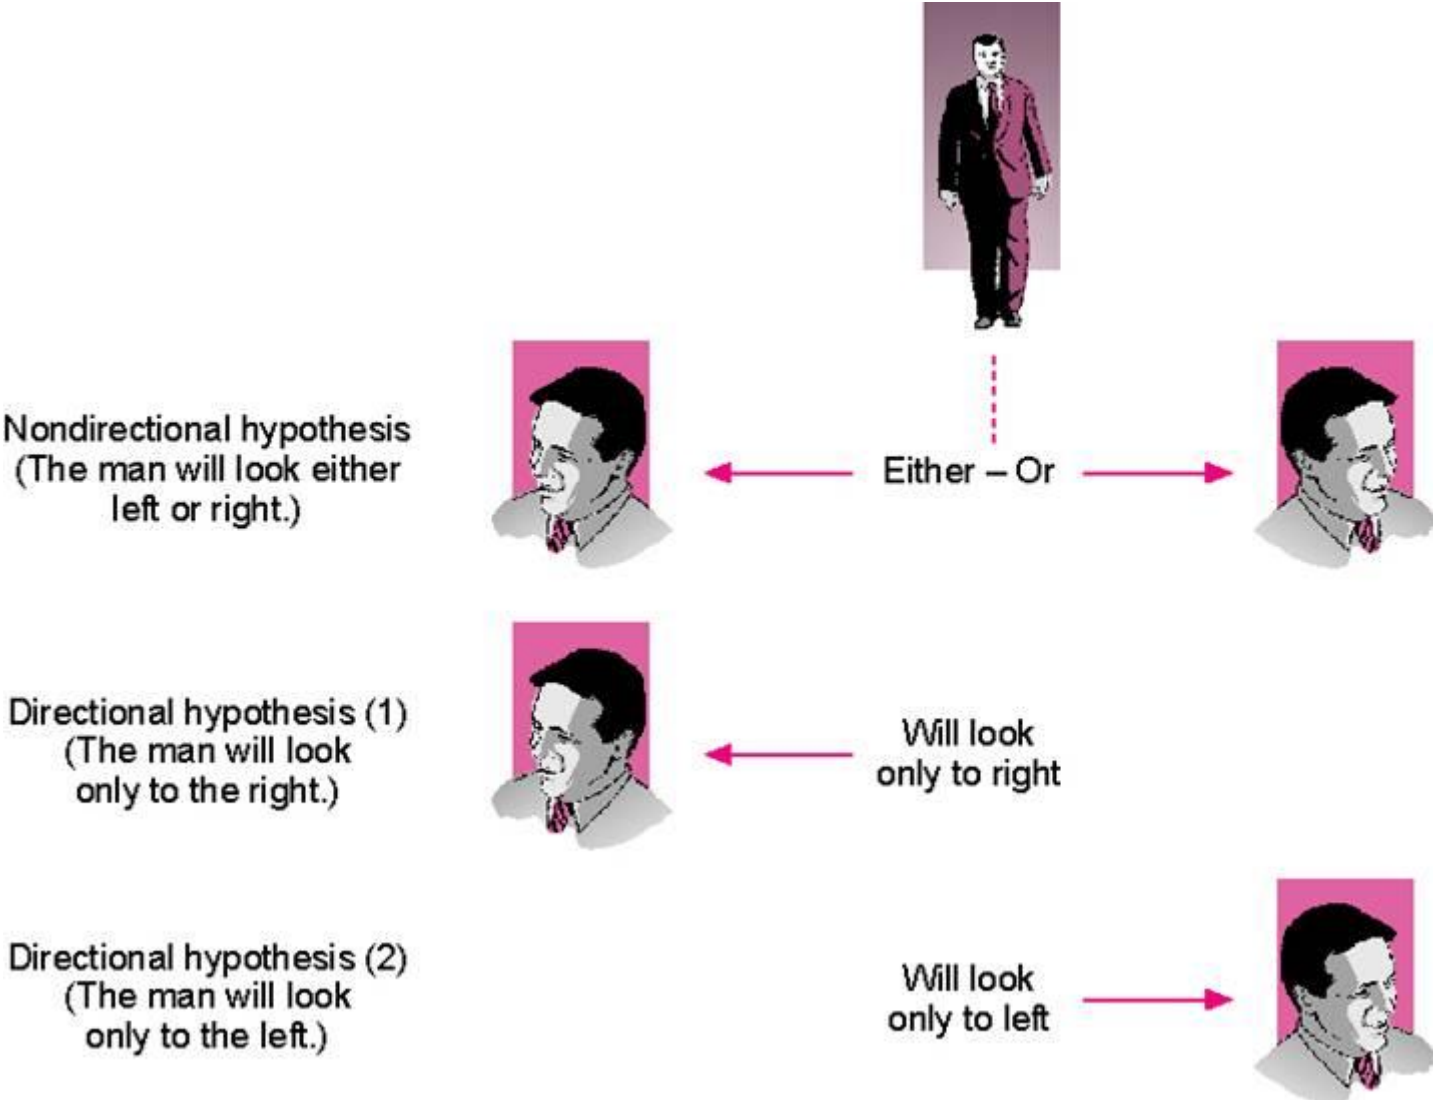 Nondirectional hypothesis
(The man will look either
left or right.)
Either – Or
Directional hypothesis (1)
(The man will look
only to the right.)
Will look
only to right
Directional hypothesis (2)
(The man will look
only to the left.)
Will look
only to left